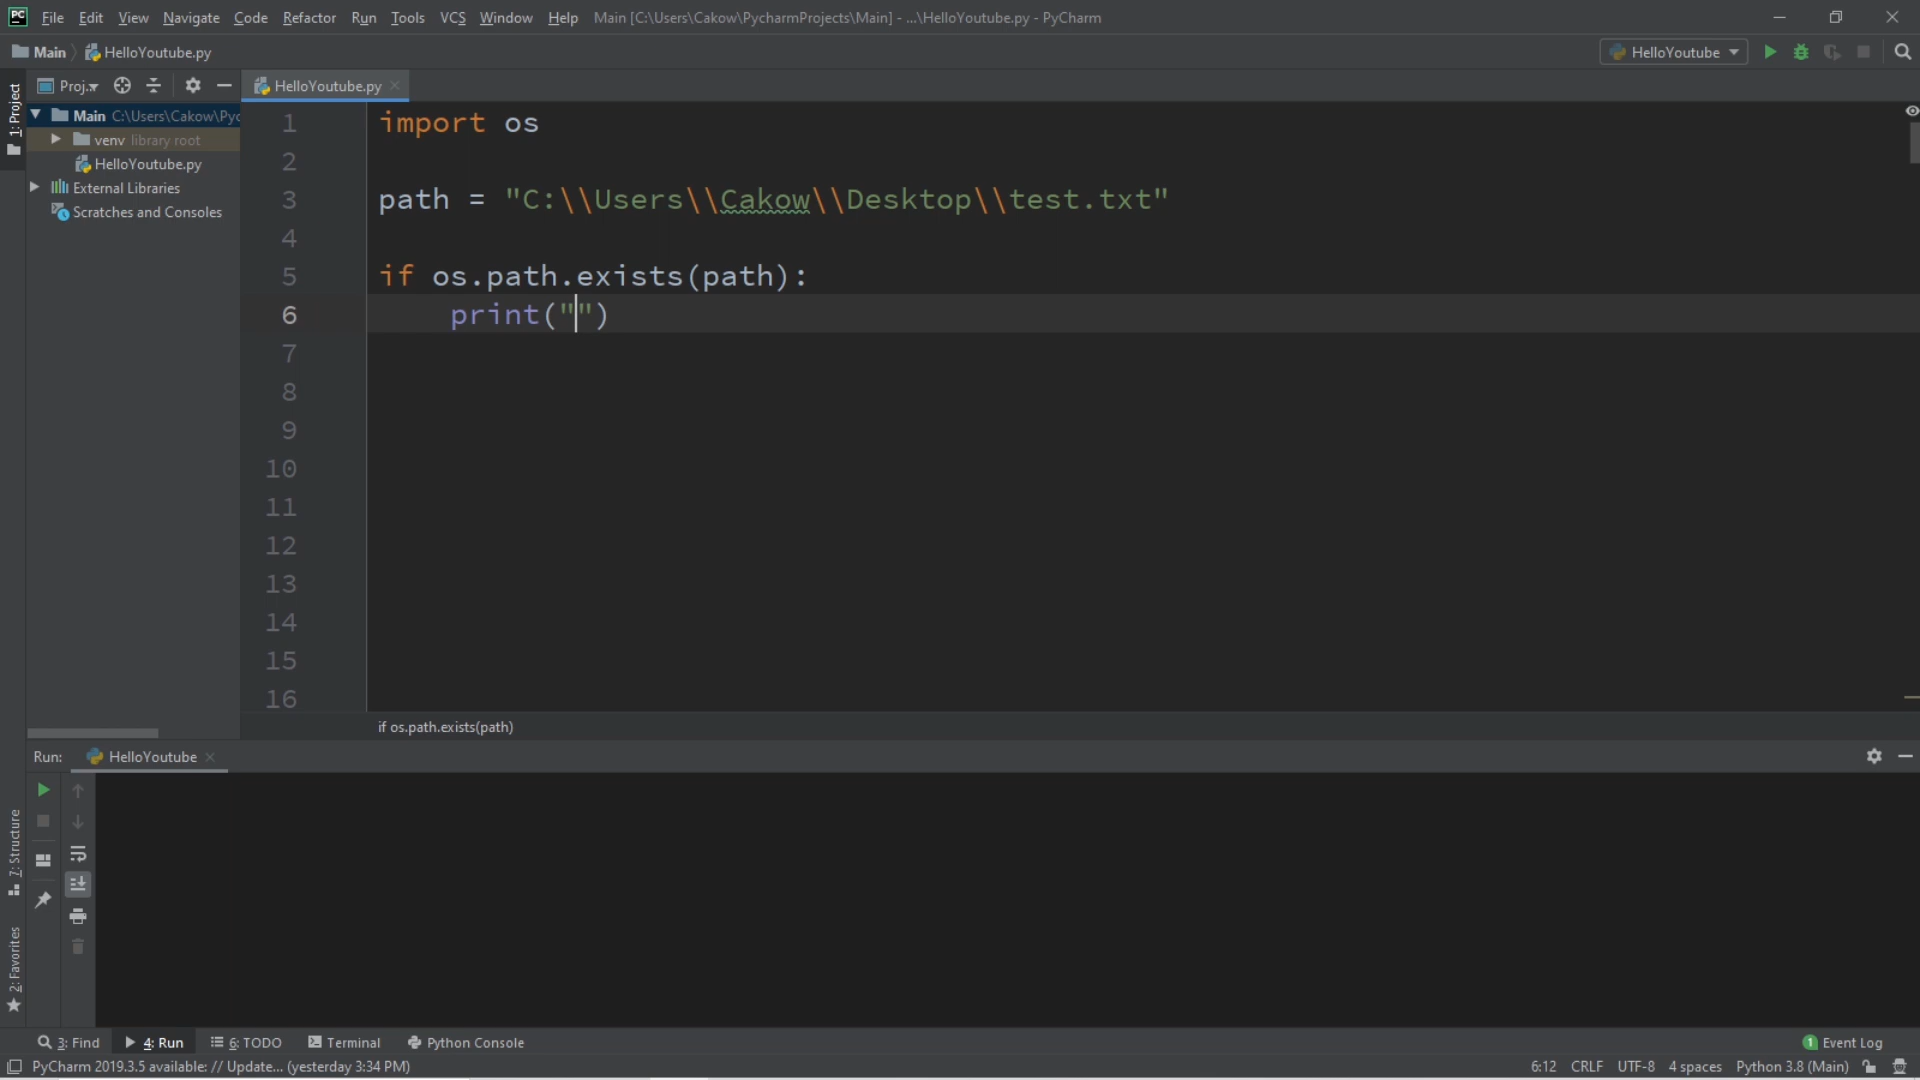 PC File Edit View Navigate Code Refactor Run Tools VCS Window Help Main [C:\Users\Cakow\PycharmProjects\Main] - ...\HelloYoutube.py - PyCharm
Main HelloYoutube.py HelloYoutube
1: Project
Proj... HelloYoutube.py
Main C:\Users\Cakow\Pyc
venv library root
HelloYoutube.py
External Libraries
Scratches and Consoles
1 import os
2
3 path = "C:\\Users\\Cakow\\Desktop\\test.txt"
4
5 if os.path.exists(path):
6 print("")
7
8
9
10
11
12
13
14
15
16
if os.path.exists(path)
Run: HelloYoutube
7: Structure
2: Favorites
3: Find 4: Run 6: TODO Terminal Python Console 1 Event Log
PyCharm 2019.3.5 available: // Update... (yesterday 3:34 PM) 6:12 CRLF UTF-8 4 spaces Python 3.8 (Main)